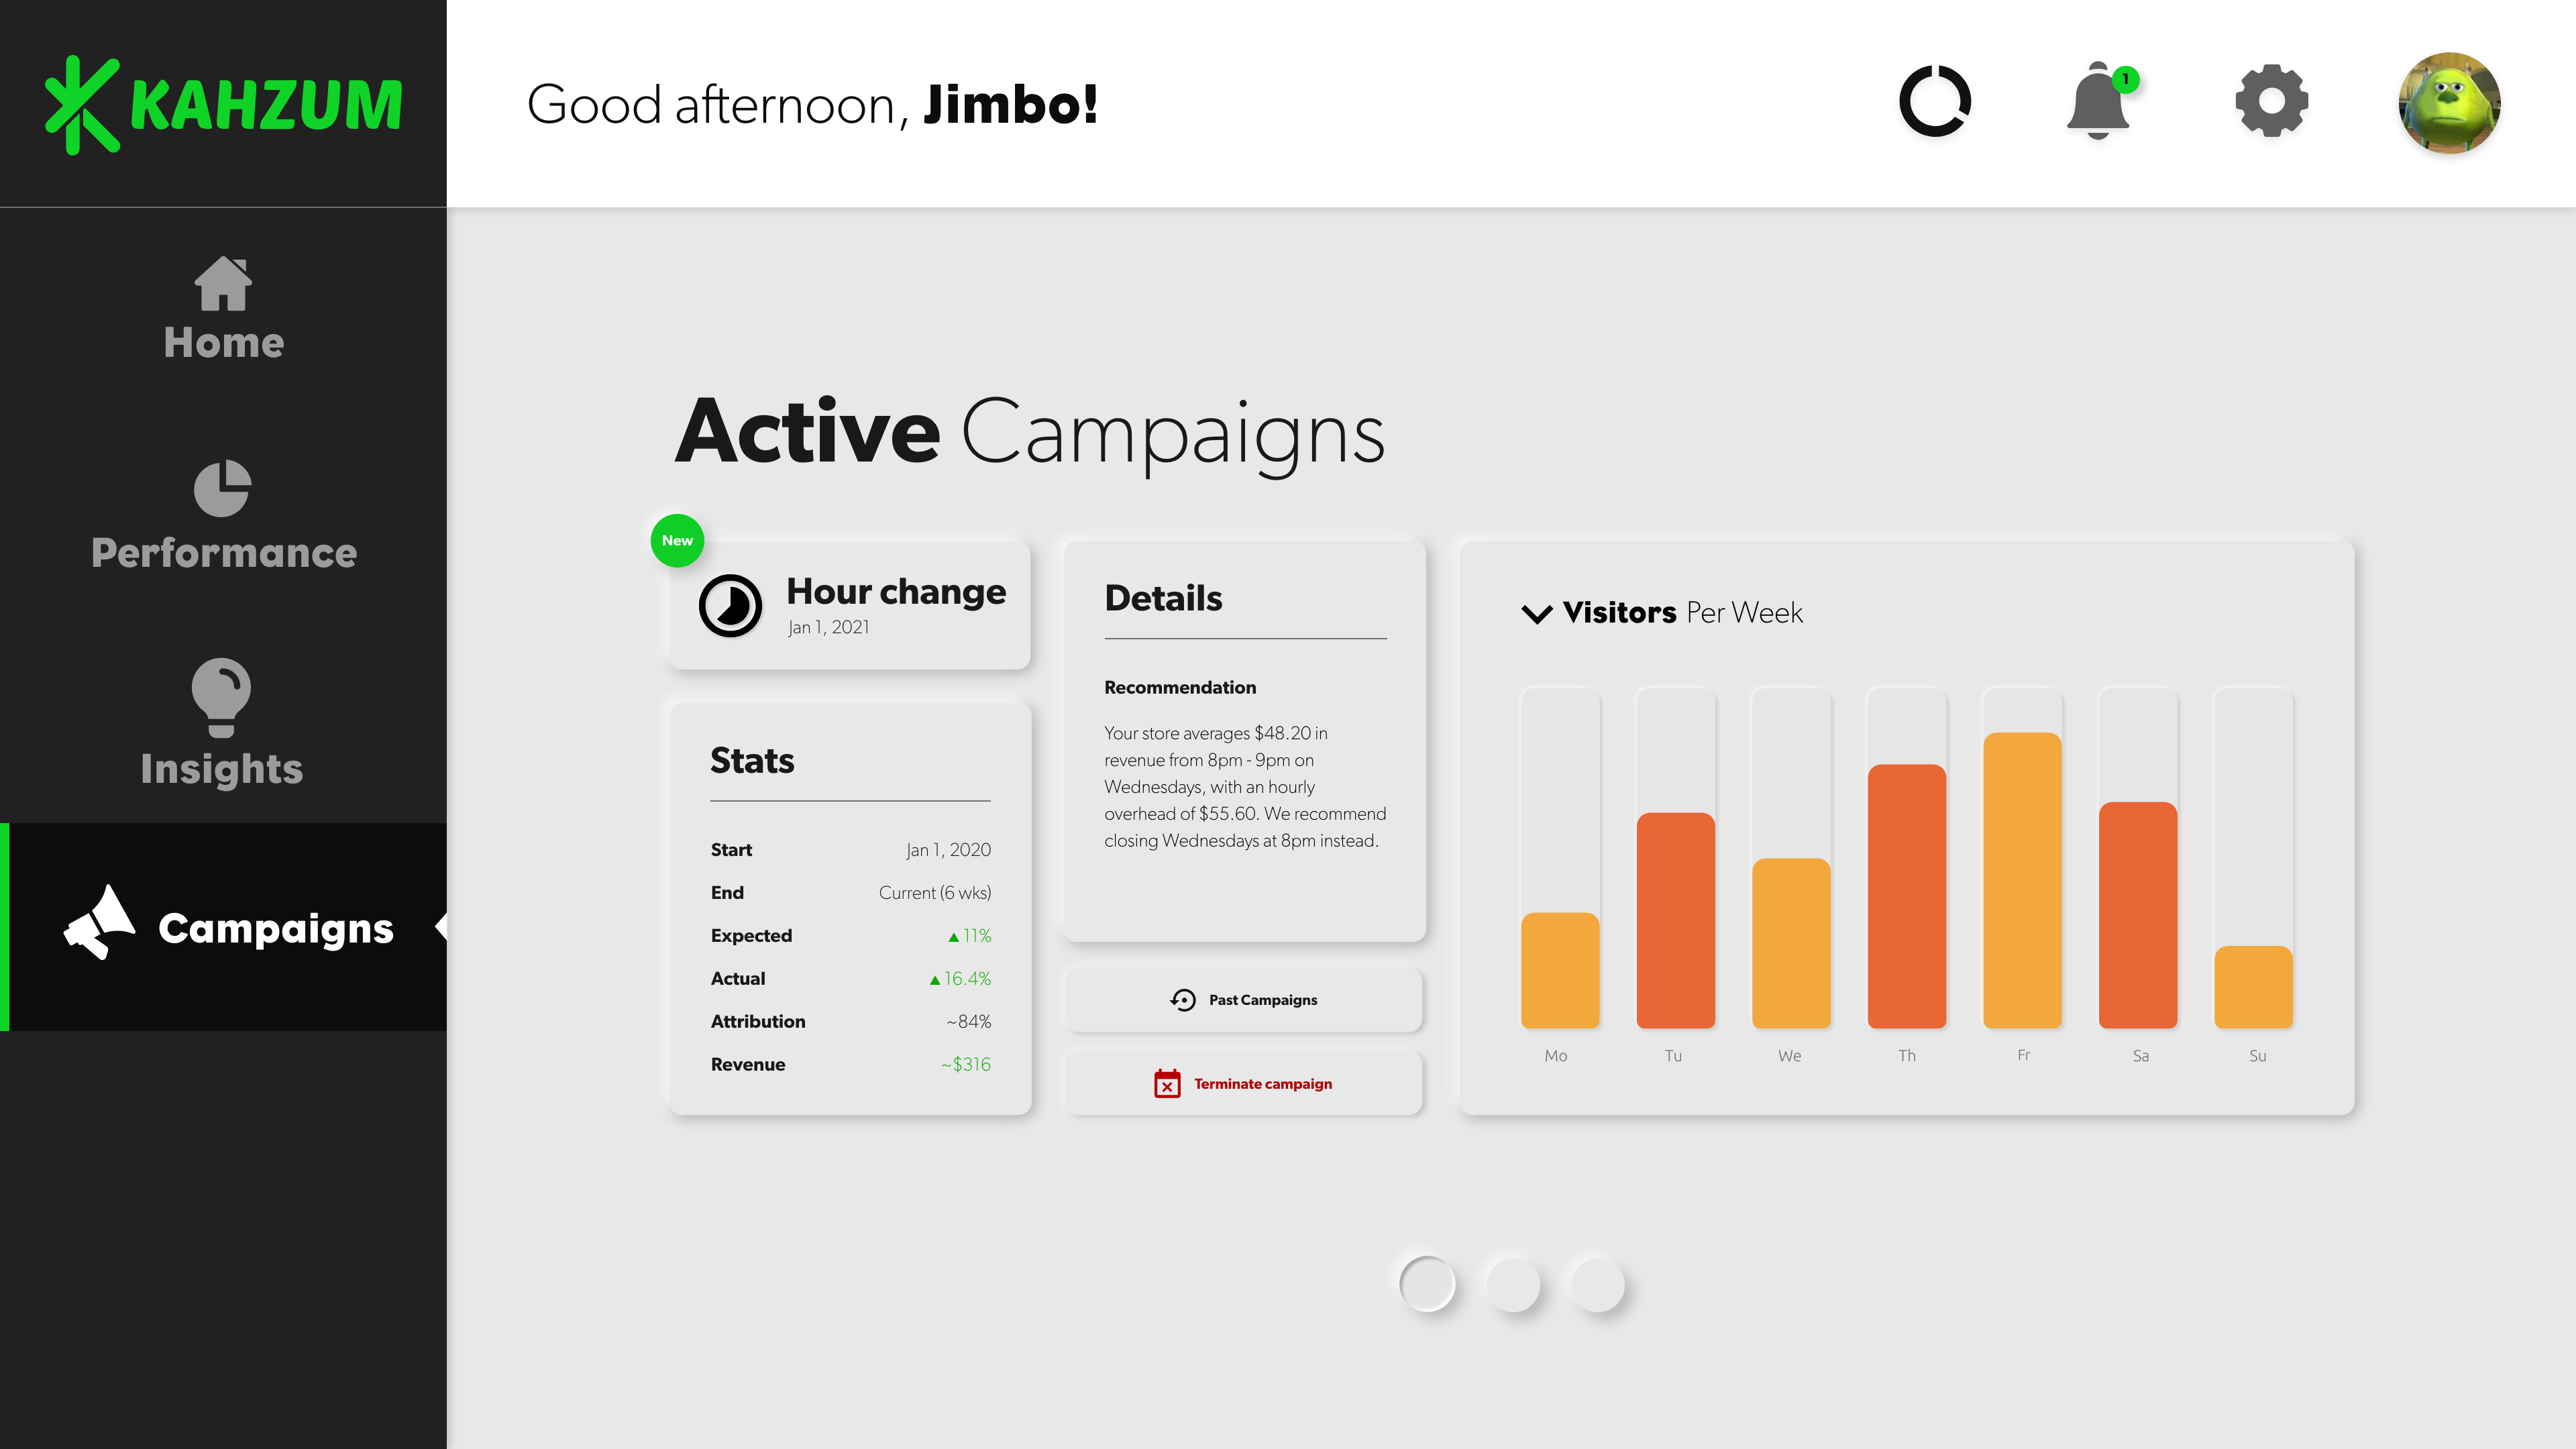 KAHZUM
Good afternoon, Jimbo!
1
Home
Performance
Insights
Campaigns
Active Campaigns
New
Hour change
Jan 1, 2021
Stats
Start Jan 1, 2020
End Current (6 wks)
Expected ▲ 11%
Actual ▲ 16.4%
Attribution ~84%
Revenue ~$316
Details
Recommendation
Your store averages $48.20 in
revenue from 8pm - 9pm on
Wednesdays, with an hourly
overhead of $55.60. We recommend
closing Wednesdays at 8pm instead.
Past Campaigns
Terminate campaign
Visitors Per Week
Mo Tu We Th Fr Sa Su